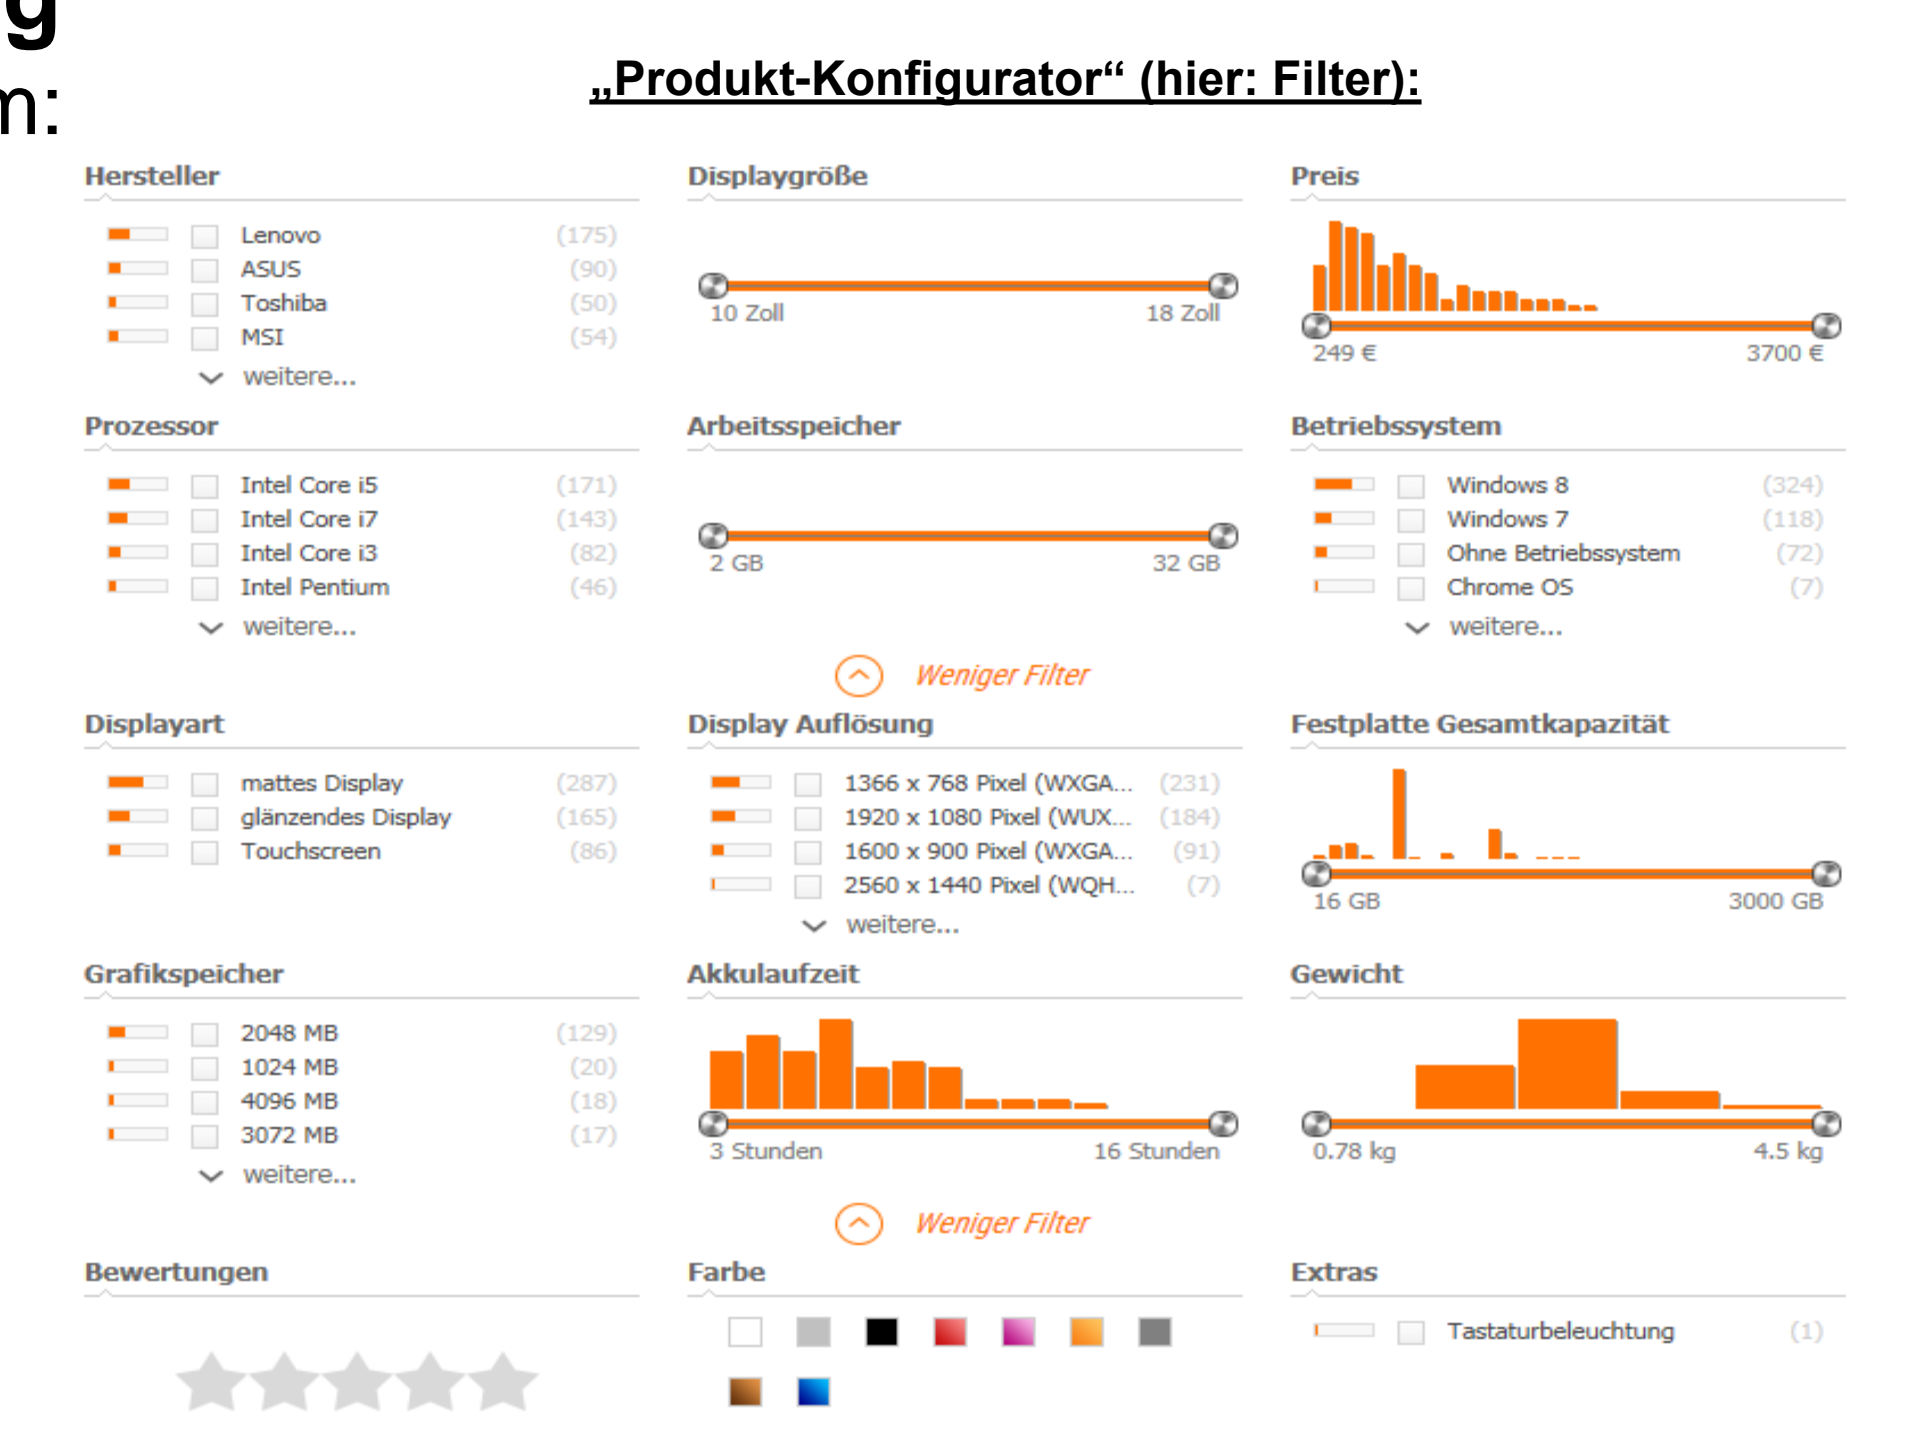 g
m:
„Produkt-Konfigurator“ (hier: Filter):
Hersteller
Lenovo (175)
ASUS (90)
Toshiba (50)
MSI (54)
weitere...
Displaygröße
10 Zoll 18 Zoll
Preis
249 € 3700 €
Prozessor
Intel Core i5 (171)
Intel Core i7 (143)
Intel Core i3 (82)
Intel Pentium (46)
weitere...
Arbeitsspeicher
2 GB 32 GB
Betriebssystem
Windows 8 (324)
Windows 7 (118)
Ohne Betriebssystem (72)
Chrome OS (7)
weitere...
Weniger Filter
Displayart
mattes Display (287)
glänzendes Display (165)
Touchscreen (86)
Display Auflösung
1366 x 768 Pixel (WXGA... (231)
1920 x 1080 Pixel (WUX... (184)
1600 x 900 Pixel (WXGA... (91)
2560 x 1440 Pixel (WQH... (7)
weitere...
Festplatte Gesamtkapazität
16 GB 3000 GB
Grafikspeicher
2048 MB (129)
1024 MB (20)
4096 MB (18)
3072 MB (17)
weitere...
Akkulaufzeit
3 Stunden 16 Stunden
Gewicht
0.78 kg 4.5 kg
Weniger Filter
Bewertungen
Farbe
Extras
Tastaturbeleuchtung (1)